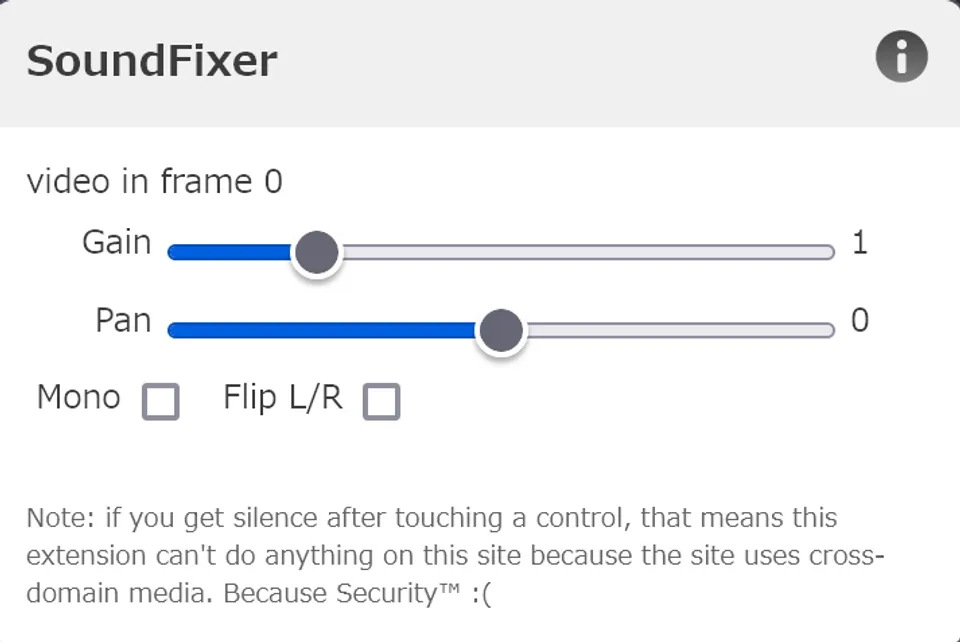 SoundFixer
video in frame 0
Gain 1
Pan 0
Mono Flip L/R
Note: if you get silence after touching a control, that means this
extension can't do anything on this site because the site uses cross-
domain media. Because Security™ :(